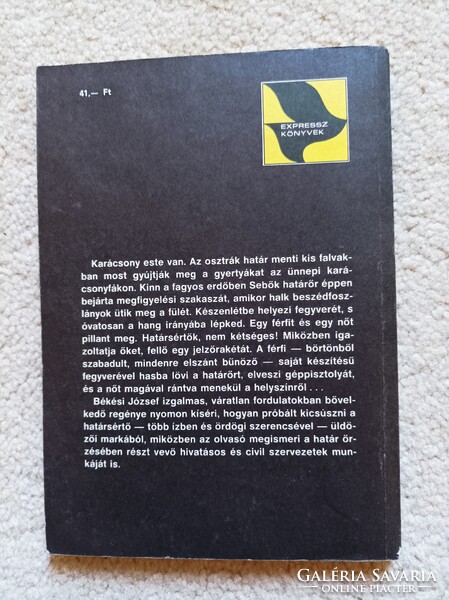 41,— Ft
EXPRESSZ
KÖNYVEK
Karácsony este van. Az osztrák határ menti kis falvak-
ban most gyújtják meg a gyertyákat az ünnepi kará-
csonyfákon. Kinn a fagyos erdőben Sebők határőr éppen
bejárta megfigyelési szakaszát, amikor halk beszédfosz-
lányok ütik meg a fülét. Készenlétbe helyezi fegyverét, s
óvatosan a hang irányába lépked. Egy férfit és egy nőt
pillant meg. Határsértők, nem kétséges! Miközben iga-
zoltatja őket, fellő egy jelzőrakétát. A férfi — börtönből
szabadult, mindenre elszánt bűnöző — saját készítésű
fegyverével hasba lövi a határőrt, elveszi géppisztolyát,
és a nőt magával rántva menekül a helyszínről . . .
Békési József izgalmas, váratlan fordulatokban bővel-
kedő regénye nyomon kíséri, hogyan próbált kicsúszni a
határsértő — több ízben és ördögi szerencsével — üldö-
zői markából, miközben az olvasó megismeri a határ őr-
zésében részt vevő hivatásos és civil szervezetek mun-
káját is.
GALÉRIA SAVARIA
ONLINE PIACTÉR